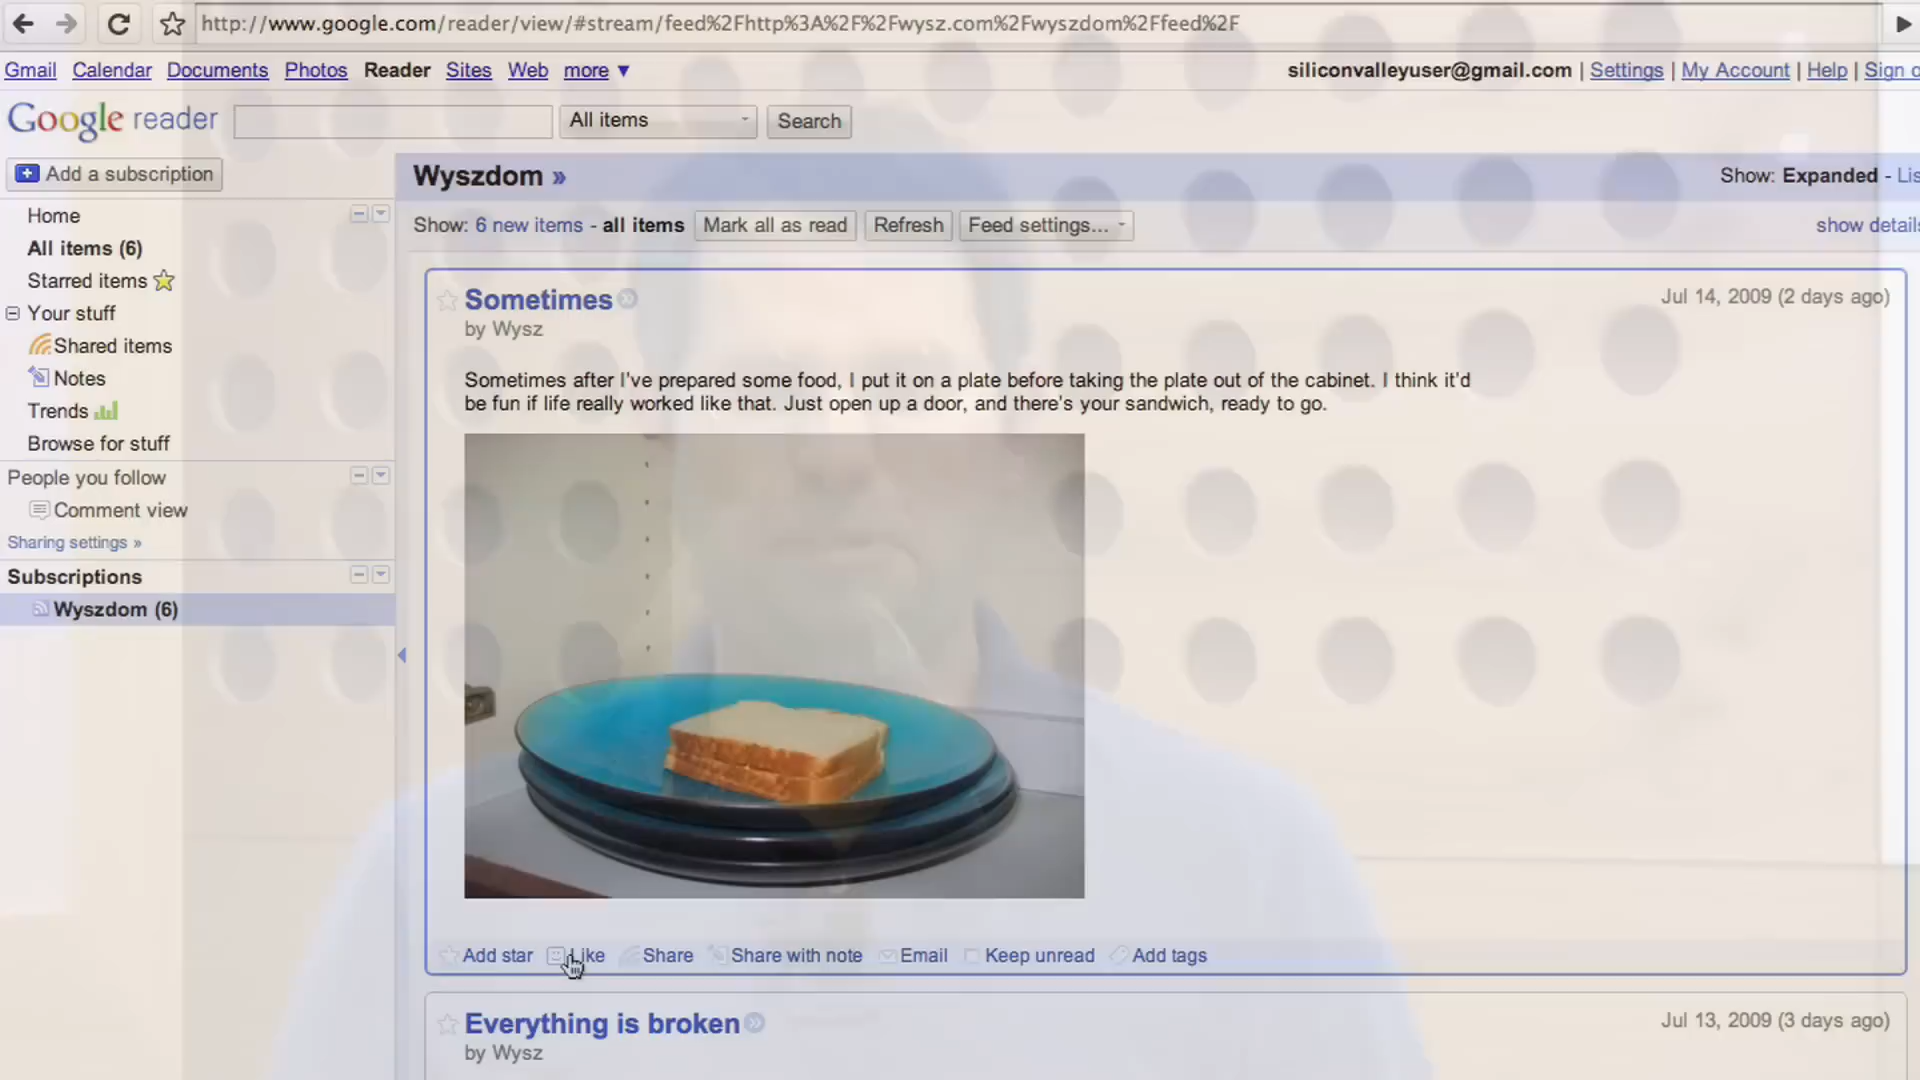 http://www.google.com/reader/view/#stream/feed%2Fhttp%3A%2F%2Fwysz.com%2Fwyszdom%2Ffeed%2F
Gmail Calendar Documents Photos Reader Sites Web more ▼
siliconvalleyuser@gmail.com | Settings | My Account | Help | Sign o
Google reader
All items
Search
Add a subscription
Wyszdom »
Show: Expanded - Lis
Home
All items (6)
Starred items
Your stuff
Shared items
Notes
Trends
Browse for stuff
People you follow
Comment view
Sharing settings »
Subscriptions
Wyszdom (6)
Show: 6 new items - all items Mark all as read Refresh Feed settings...
show details
Sometimes
Jul 14, 2009 (2 days ago)
by Wysz
Sometimes after I've prepared some food, I put it on a plate before taking the plate out of the cabinet. I think it'd
be fun if life really worked like that. Just open up a door, and there's your sandwich, ready to go.
Add star Like Share Share with note Email Keep unread Add tags
Everything is broken
Jul 13, 2009 (3 days ago)
by Wysz